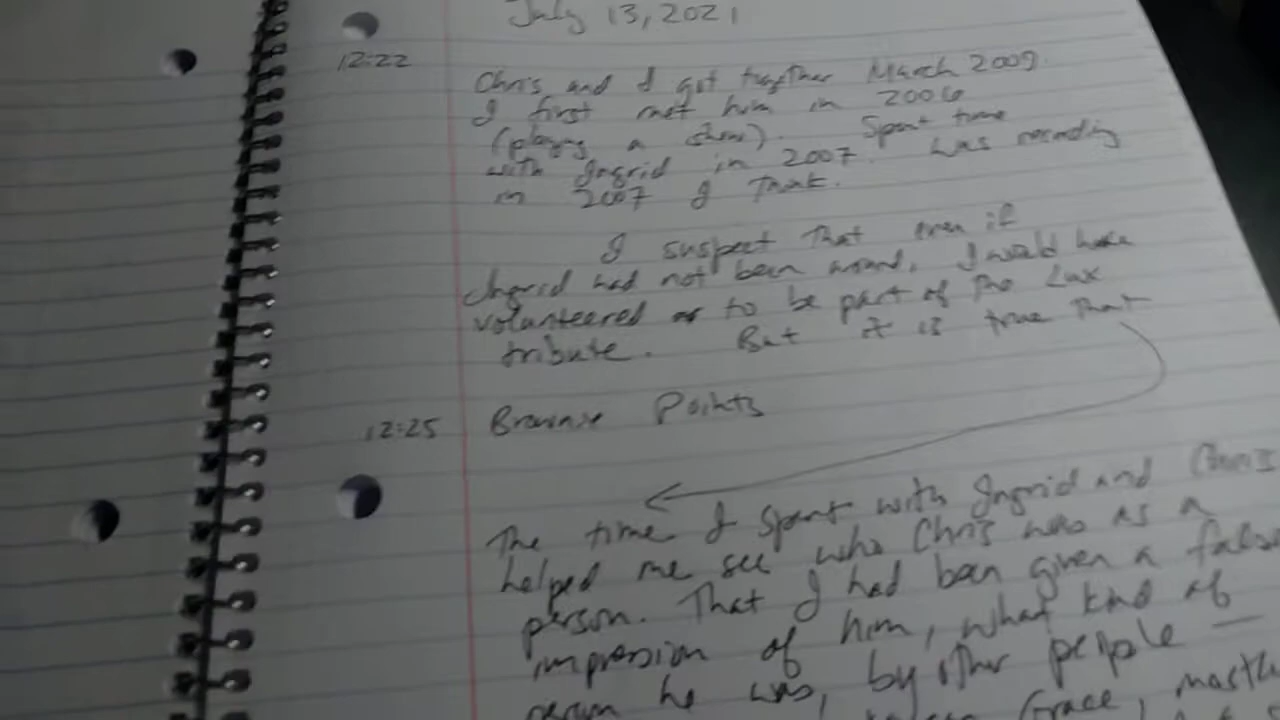 July 13, 2021
12:22
Chris and I got together March 2009.
I first met him in 2006
(playing a show). Spent time
with Ingrid in 2007. Was recording
in 2007 I think.
I suspect that even if
Ingrid had not been around, I would have
volunteered to be part of the Lux
tribute. But it is true that
12:25 Brownie Points
The time I spent with Ingrid and Chris
helped me see who Chris was as a
person. That I had been given a false
impression of him, what kind of
person he was, by other people —
Grace, mostly